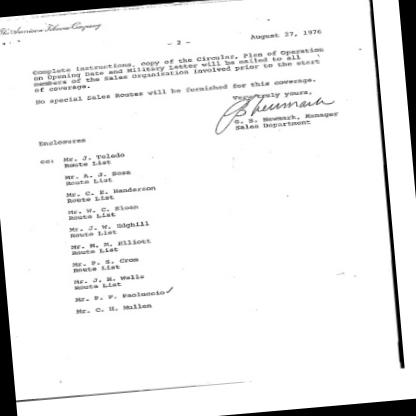 The American Tobacco Company
- 2 -
August 27, 1976
Complete instructions, copy of the Circular, Plan of Operation
on Opening Date and Military Letter will be mailed to all
members of the Sales Organization involved prior to the start
of coverage.
No special Sales Routes will be furnished for this coverage.
Very truly yours,
G. S. Newmark, Manager
Sales Department
Enclosures
cc: Mr. J. Toledo
Route List
Mr. A. J. Sosa
Route List
Mr. C. E. Henderson
Route List
Mr. W. C. Sloan
Route List
Mr. J. W. Udghill
Route List
Mr. M. M. Elliott
Route List
Mr. P. S. Crom
Route List
Mr. J. H. Wells
Route List
Mr. P. F. Paoluccio
Mr. C. H. Mullen